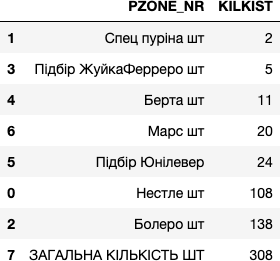 PZONE_NR KILKIST
1 Спец пуріна шт 2
3 Підбір ЖуйкаФерреро шт 5
4 Берта шт 11
6 Марс шт 20
5 Підбір Юнілевер 24
0 Нестле шт 108
2 Болеро шт 138
7 ЗАГАЛЬНА КІЛЬКІСТЬ ШТ 308